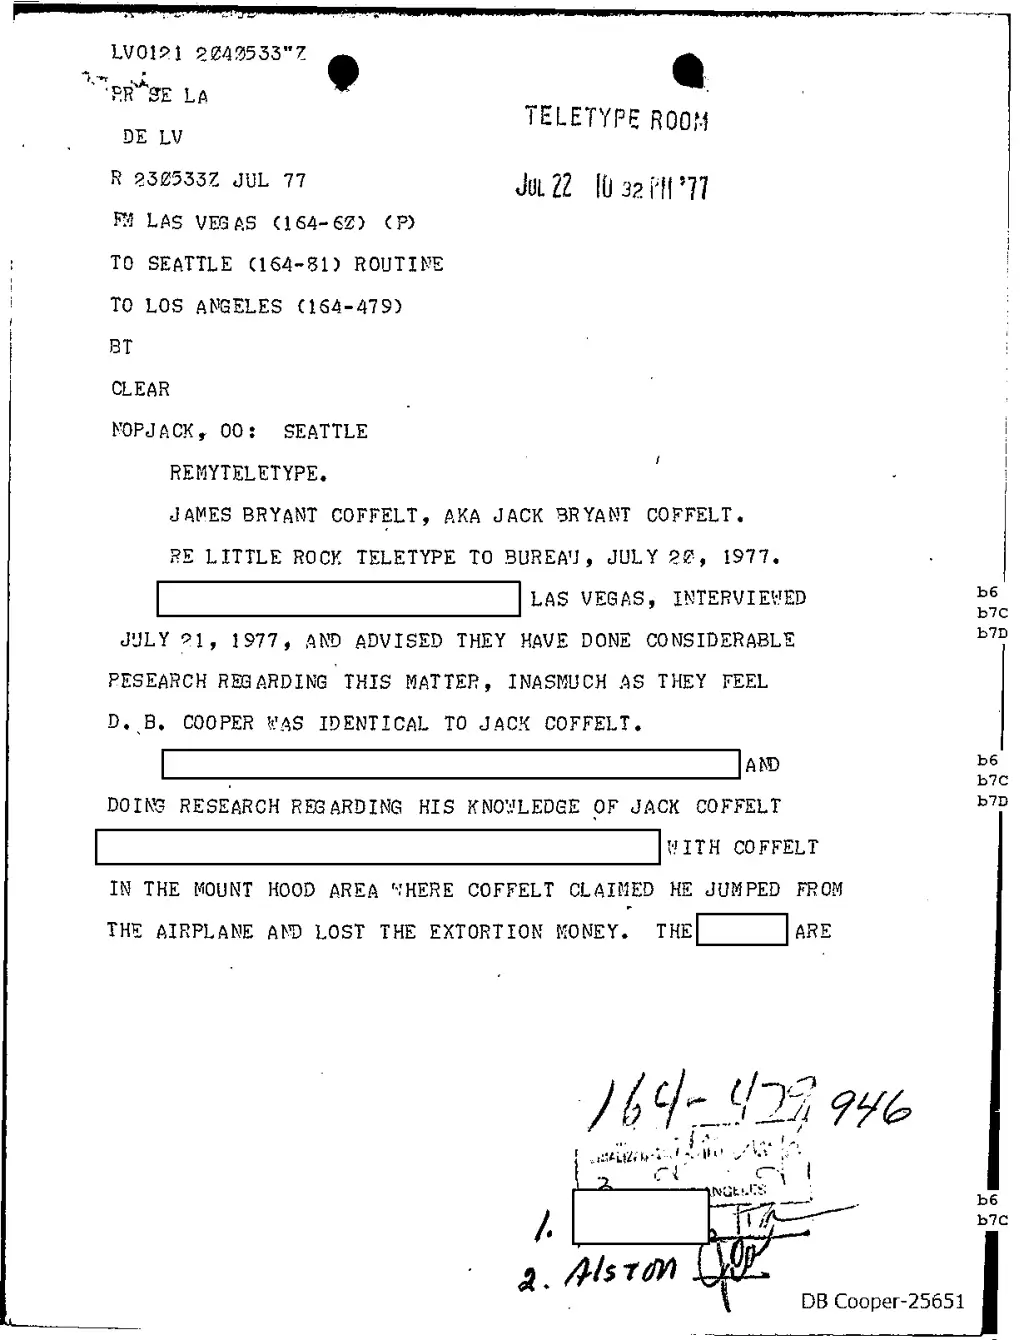 LV0121 2040533"Z
RR SE LA
DE LV
R 230533Z JUL 77
FM LAS VEGAS (164-60) (P)
TO SEATTLE (164-81) ROUTINE
TO LOS ANGELES (164-479)
BT
CLEAR
NOPJACK, OO: SEATTLE
REMYTELETYPE.
JAMES BRYANT COFFELT, AKA JACK BRYANT COFFELT.
RE LITTLE ROCK TELETYPE TO BUREAU, JULY 20, 1977.
LAS VEGAS, INTERVIEWED
JULY 21, 1977, AND ADVISED THEY HAVE DONE CONSIDERABLE
RESEARCH REGARDING THIS MATTER, INASMUCH AS THEY FEEL
D. B. COOPER WAS IDENTICAL TO JACK COFFELT.
AND
DOING RESEARCH REGARDING HIS KNOWLEDGE OF JACK COFFELT
WITH COFFELT
IN THE MOUNT HOOD AREA WHERE COFFELT CLAIMED HE JUMPED FROM
THE AIRPLANE AND LOST THE EXTORTION MONEY. THE ARE
TELETYPE ROOM
JUL 22 10 32 PM '77
b6
b7C
b7D
b6
b7C
b7D
164-479 946
ANGELES
1.
2. Alston
b6
b7C
DB Cooper-25651